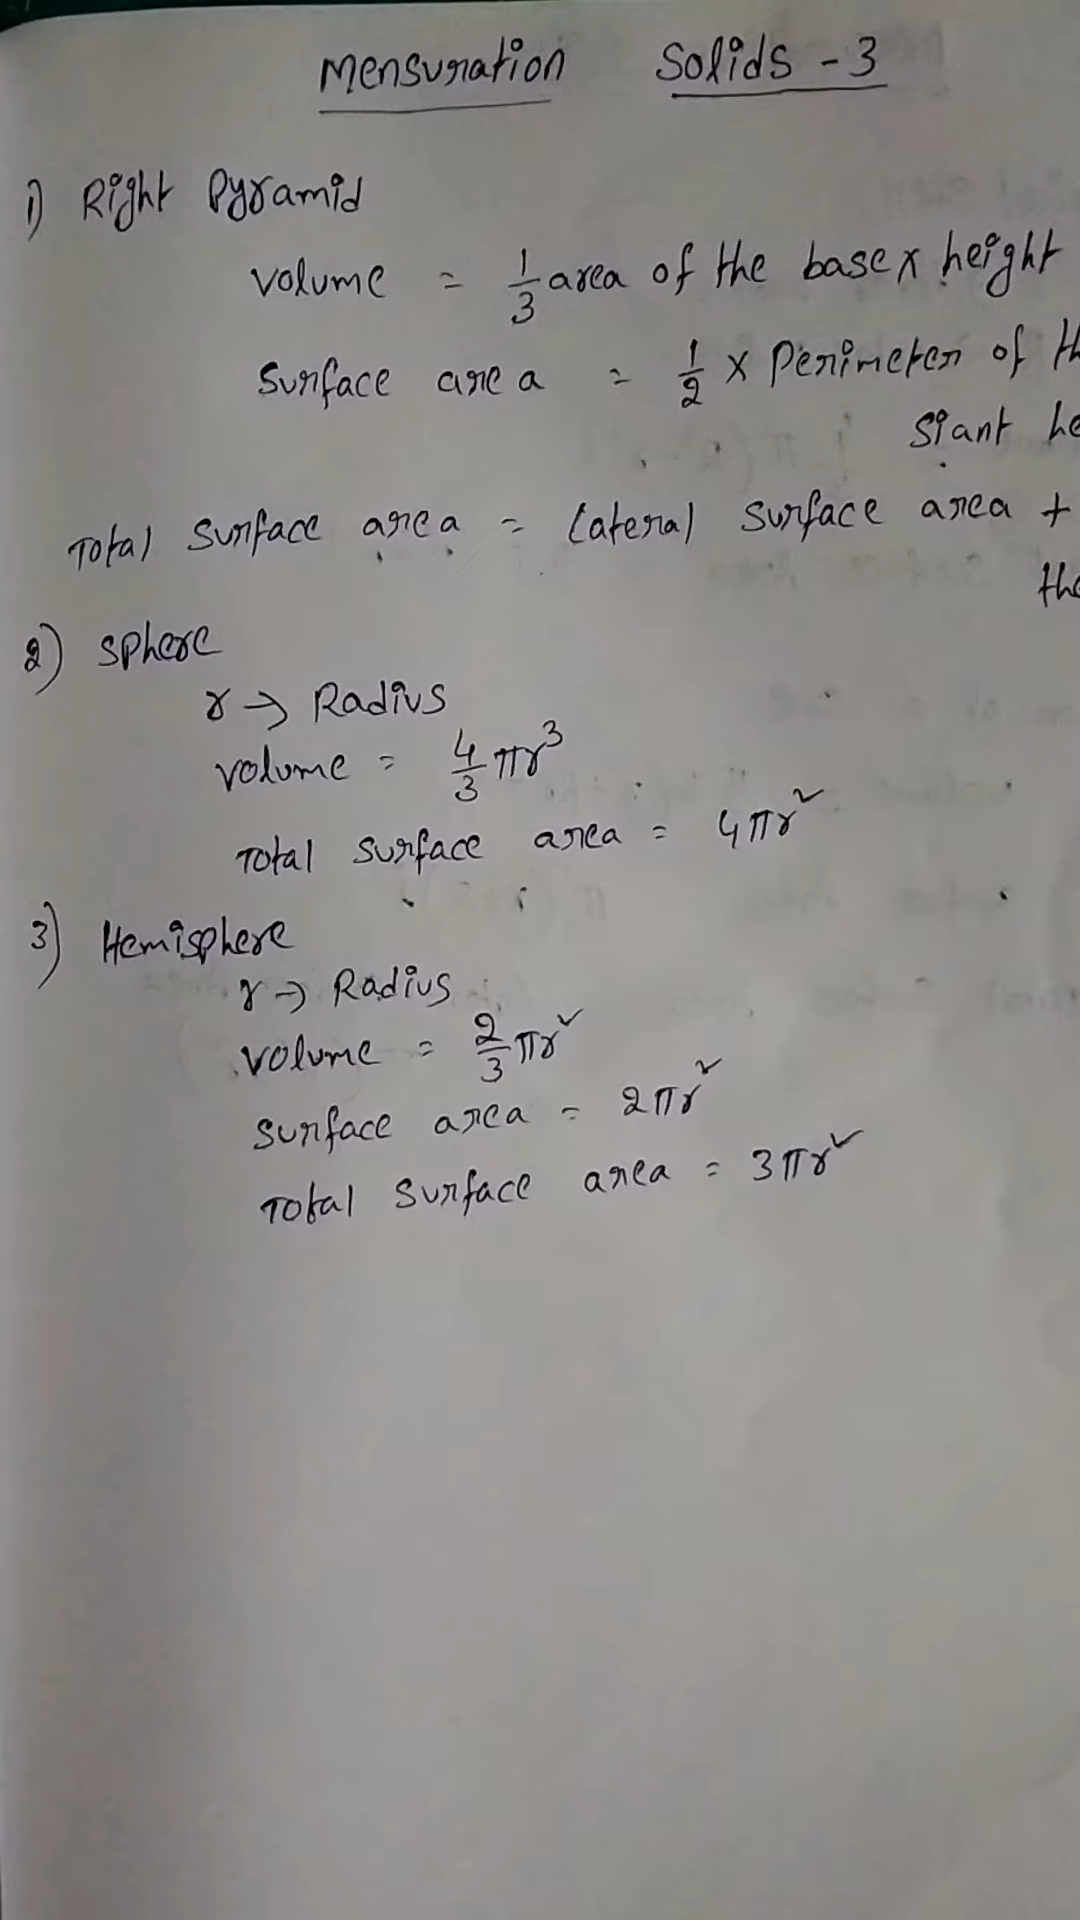 Mensuration Solids - 3
1) Right Pyramid
volume = 1/3 area of the base x height
Surface area = 1/2 x Perimeter of
Slant
Total Surface area = Lateral Surface area +
2) Sphere
r → Radius
volume = 4/3 πr³
Total Surface area = 4πr²
3) Hemisphere
r → Radius
volume = 2/3 πr²
Surface area = 2πr²
Total Surface area = 3πr²